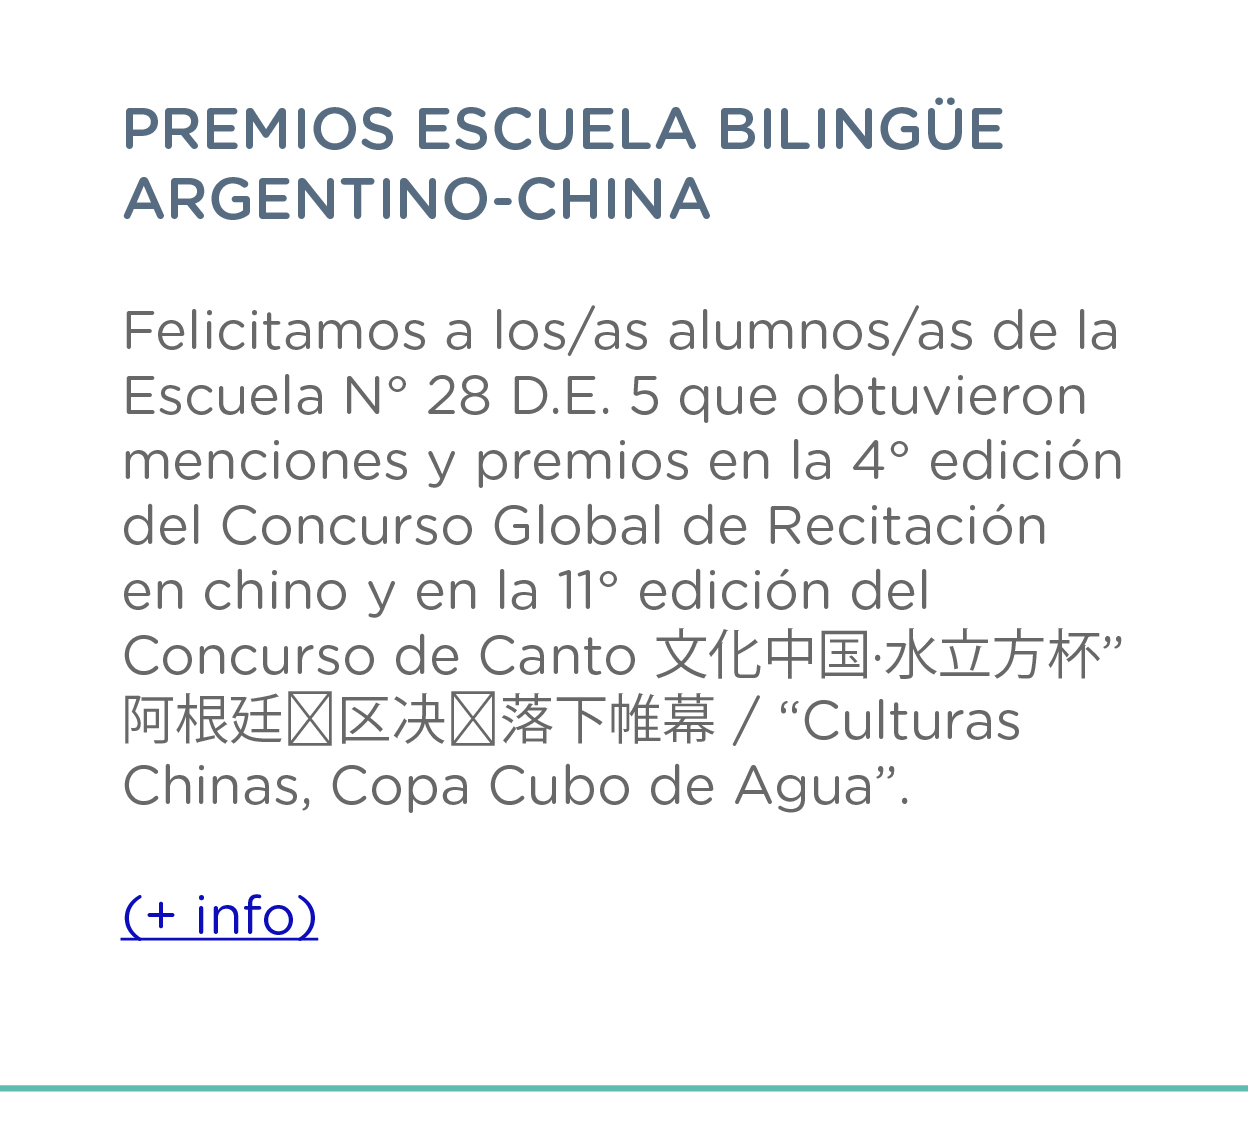 PREMIOS ESCUELA BILINGÜE
ARGENTINO-CHINA
Felicitamos a los/as alumnos/as de la
Escuela N° 28 D.E. 5 que obtuvieron
menciones y premios en la 4° edición
del Concurso Global de Recitación
en chino y en la 11° edición del
Concurso de Canto 文化中国·水立方杯”
阿根廷区决落下帷幕 / “Culturas
Chinas, Copa Cubo de Agua”.
(+ info)